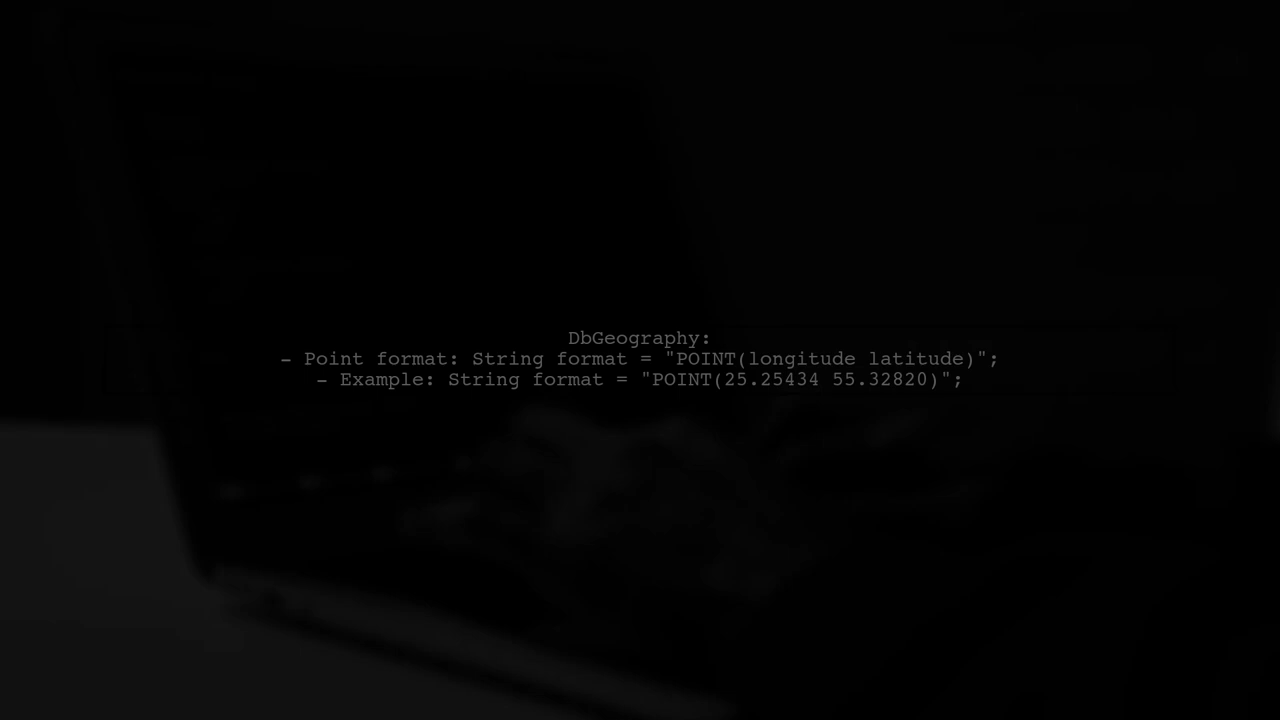 DbGeography:
- Point format: String format = "POINT(longitude latitude)";
- Example: String format = "POINT(25.25434 55.32820)";